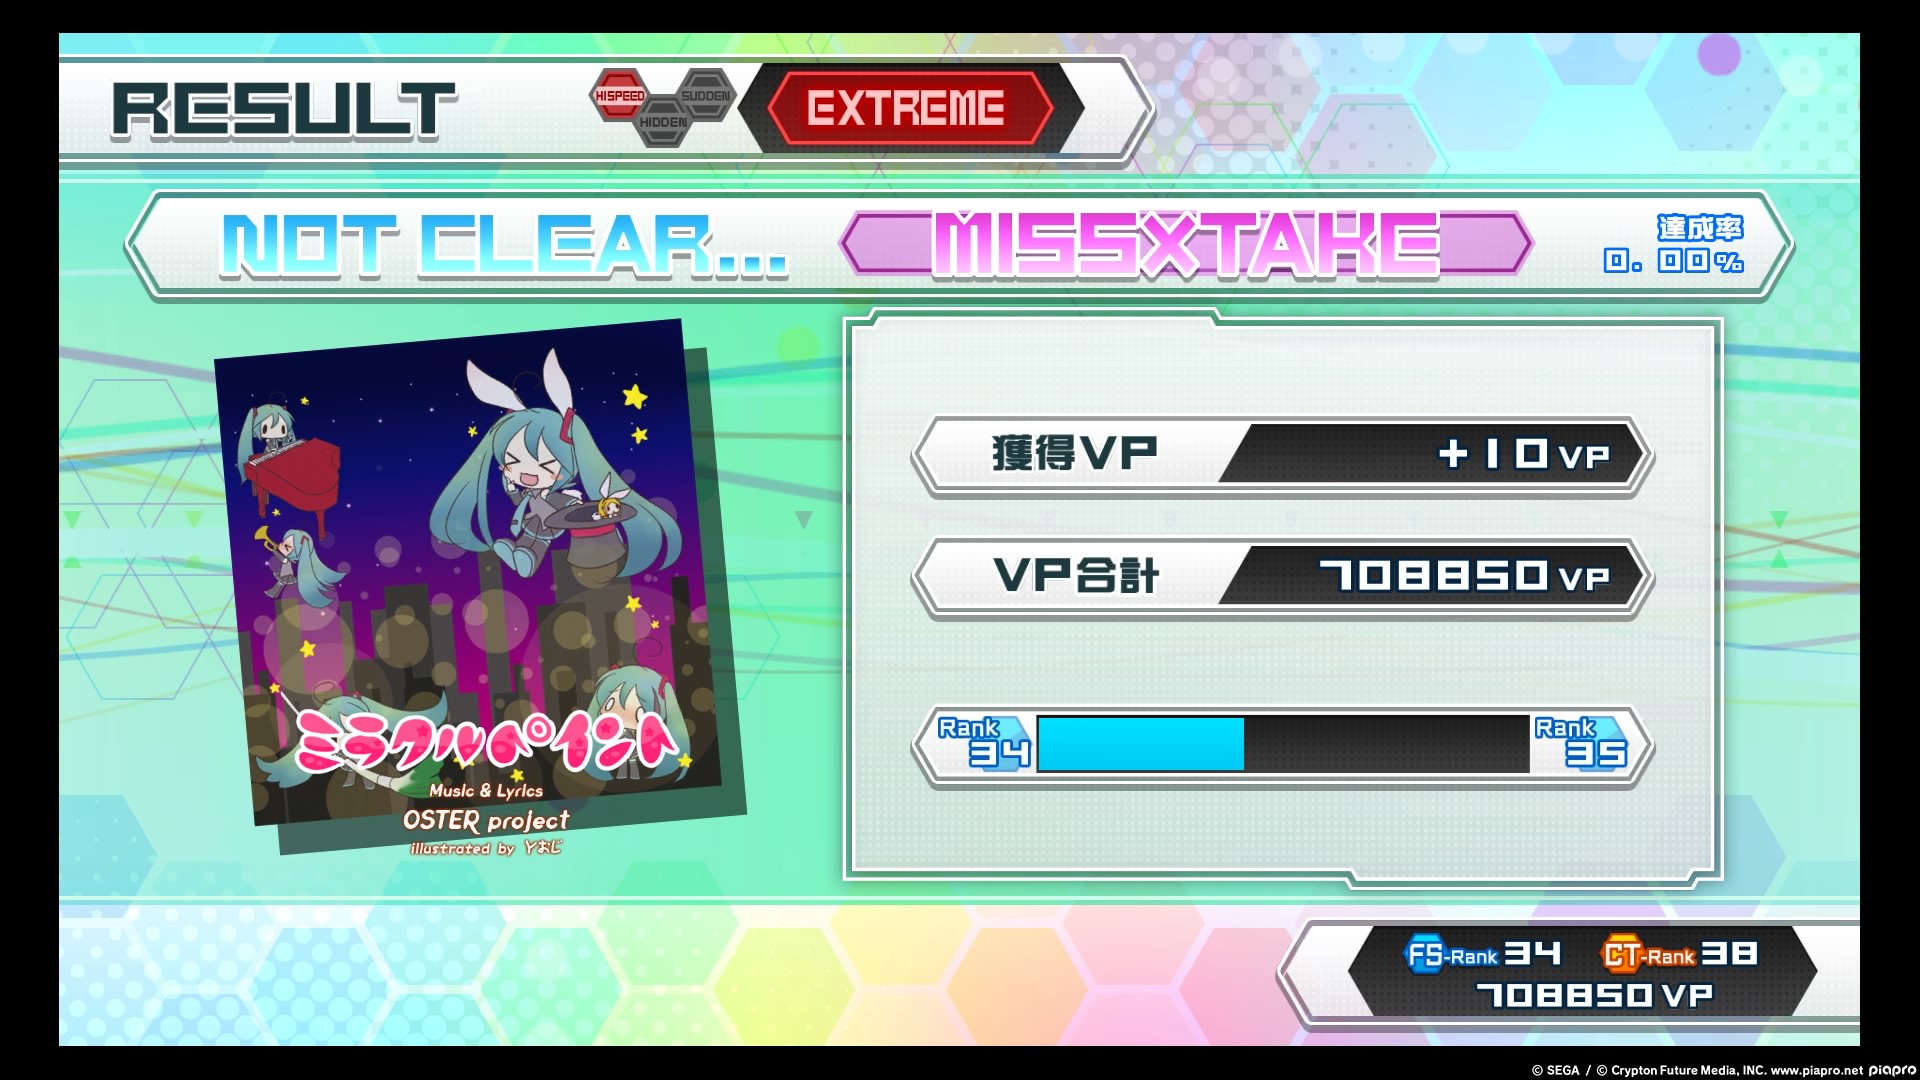 RESULT
HISPEED
HIDDEN
SUDDEN
EXTREME
NOT CLEAR...
MISS×TAKE
達成率
0.00%
ミラクルペイント
Music & Lyrics
OSTER project
illustrated by Yおじ
獲得VP
+10VP
VP合計
708850VP
Rank
34
Rank
35
FS-Rank 34 CT-Rank 38
708850VP
© SEGA / © Crypton Future Media, INC. www.piapro.net piapro